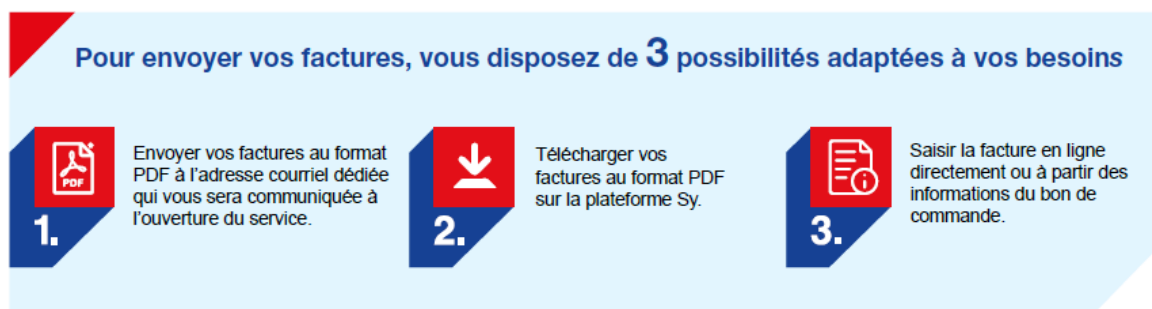 Pour envoyer vos factures, vous disposez de 3 possibilités adaptées à vos besoins
PDF
1.
Envoyer vos factures au format
PDF à l'adresse courriel dédiée
qui vous sera communiquée à
l'ouverture du service.
2.
Télécharger vos
factures au format PDF
sur la plateforme Sy.
3.
Saisir la facture en ligne
directement ou à partir des
informations du bon de
commande.